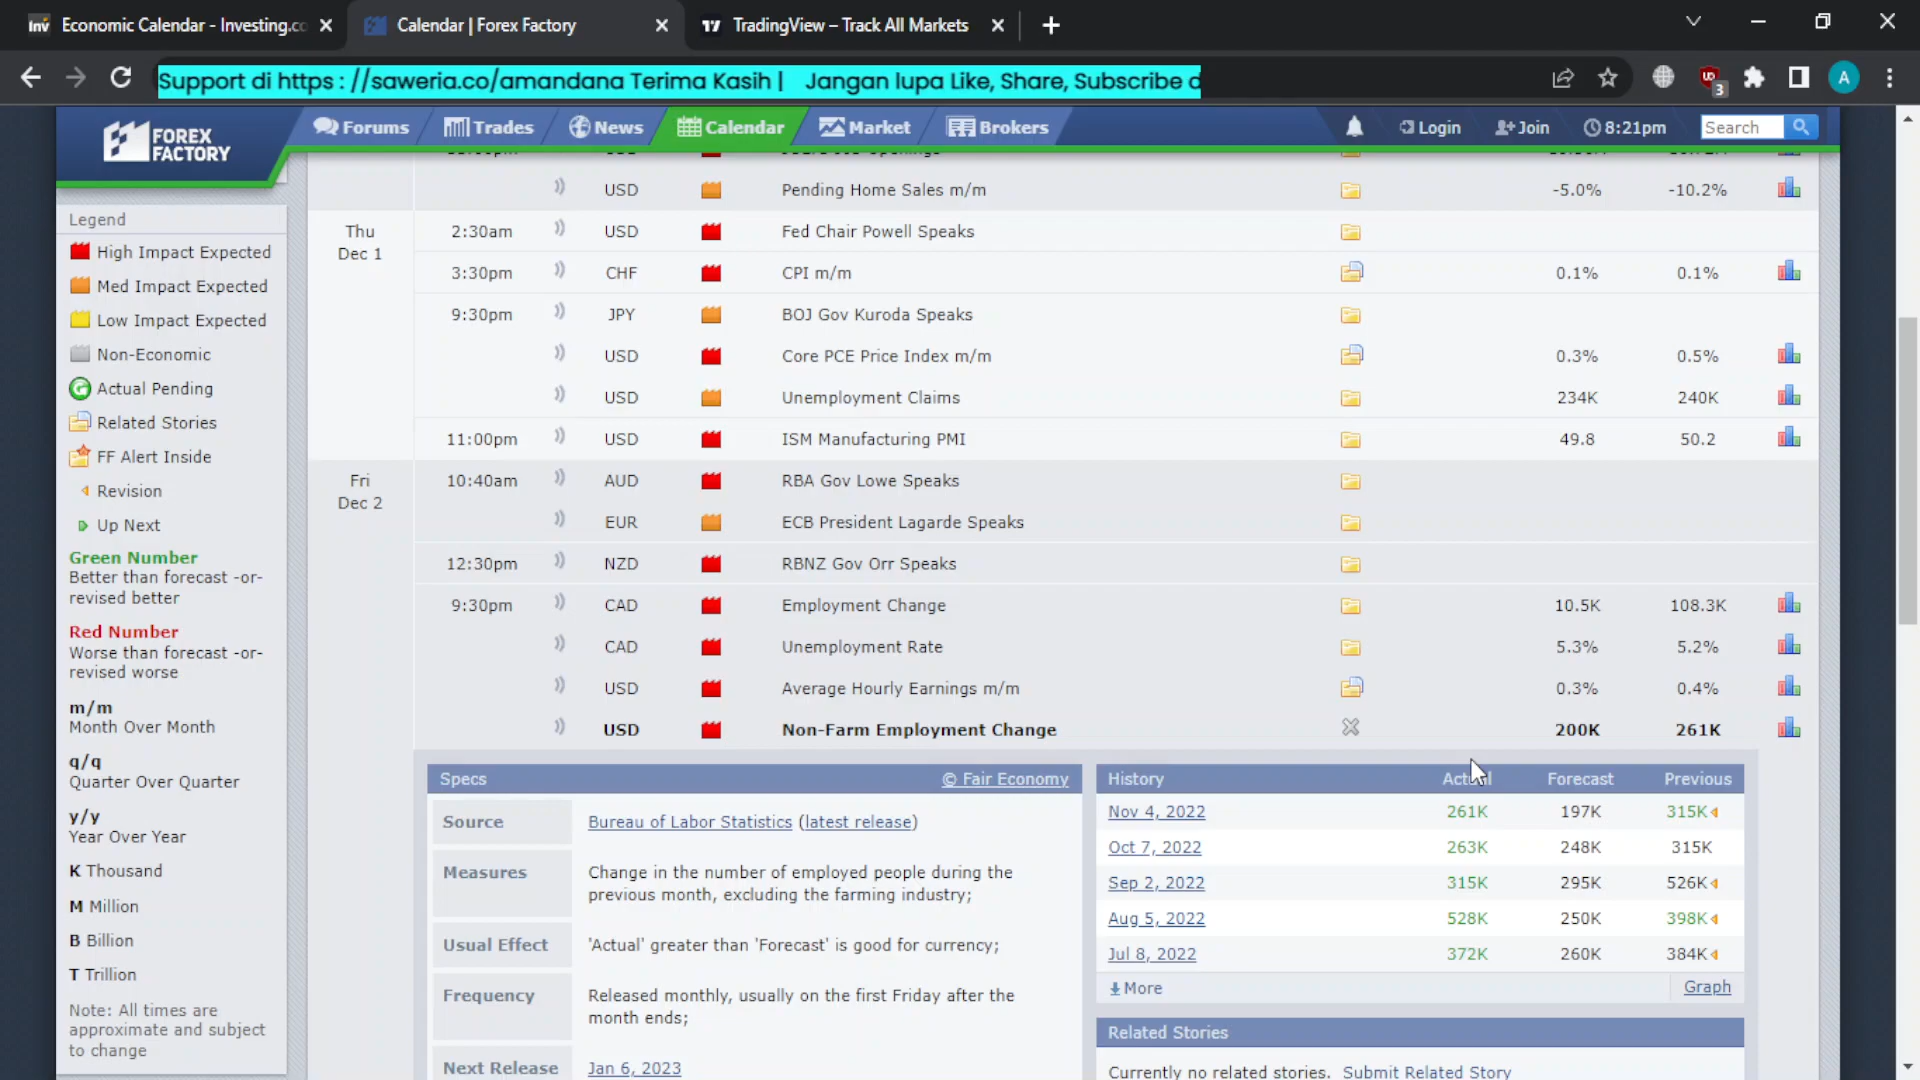 Economic Calendar - Investing.co
Calendar | Forex Factory
TradingView – Track All Markets
Support di https : //saweria.co/amandana Terima Kasih | Jangan lupa Like, Share, Subscribe d
3
A
FOREX
FACTORY
Forums
Trades
News
Calendar
Market
Brokers
Login
Join
8:21pm
Search
Legend
High Impact Expected
Med Impact Expected
Low Impact Expected
Non-Economic
Actual Pending
Related Stories
FF Alert Inside
Revision
Up Next
Green Number
Better than forecast -or-
revised better
Red Number
Worse than forecast -or-
revised worse
m/m
Month Over Month
q/q
Quarter Over Quarter
y/y
Year Over Year
K Thousand
M Million
B Billion
T Trillion
Note: All times are
approximate and subject
to change
USD Pending Home Sales m/m -5.0% -10.2%
Thu
Dec 1
2:30am USD Fed Chair Powell Speaks
3:30pm CHF CPI m/m 0.1% 0.1%
9:30pm JPY BOJ Gov Kuroda Speaks
USD Core PCE Price Index m/m 0.3% 0.5%
USD Unemployment Claims 234K 240K
11:00pm USD ISM Manufacturing PMI 49.8 50.2
Fri
Dec 2
10:40am AUD RBA Gov Lowe Speaks
EUR ECB President Lagarde Speaks
12:30pm NZD RBNZ Gov Orr Speaks
9:30pm CAD Employment Change 10.5K 108.3K
CAD Unemployment Rate 5.3% 5.2%
USD Average Hourly Earnings m/m 0.3% 0.4%
USD Non-Farm Employment Change 200K 261K
Specs © Fair Economy
Source Bureau of Labor Statistics (latest release)
Measures Change in the number of employed people during the
previous month, excluding the farming industry;
Usual Effect 'Actual' greater than 'Forecast' is good for currency;
Frequency Released monthly, usually on the first Friday after the
month ends;
Next Release Jan 6, 2023
History Actual Forecast Previous
Nov 4, 2022 261K 197K 315K
Oct 7, 2022 263K 248K 315K
Sep 2, 2022 315K 295K 526K
Aug 5, 2022 528K 250K 398K
Jul 8, 2022 372K 260K 384K
More Graph
Related Stories
Currently no related stories. Submit Related Story